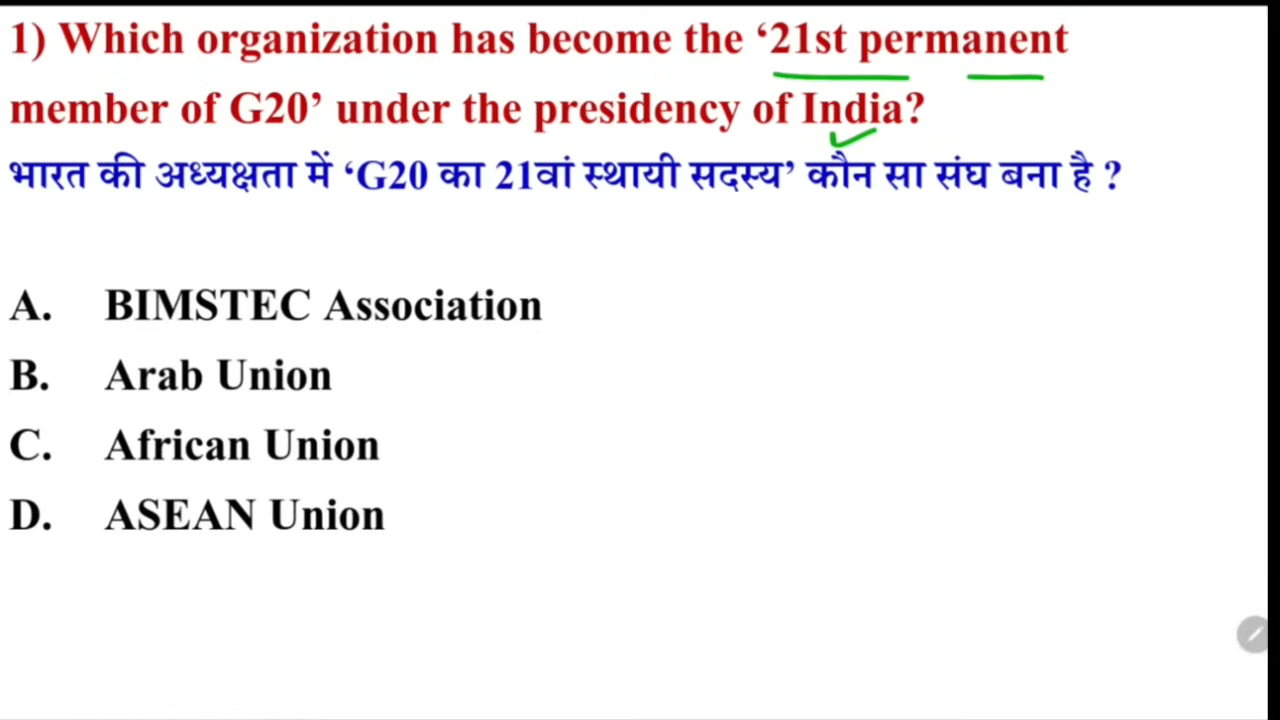 1) Which organization has become the ‘21st permanent
member of G20’ under the presidency of India?
भारत की अध्यक्षता में ‘G20 का 21वां स्थायी सदस्य’ कौन सा संघ बना है ?
A. BIMSTEC Association
B. Arab Union
C. African Union
D. ASEAN Union